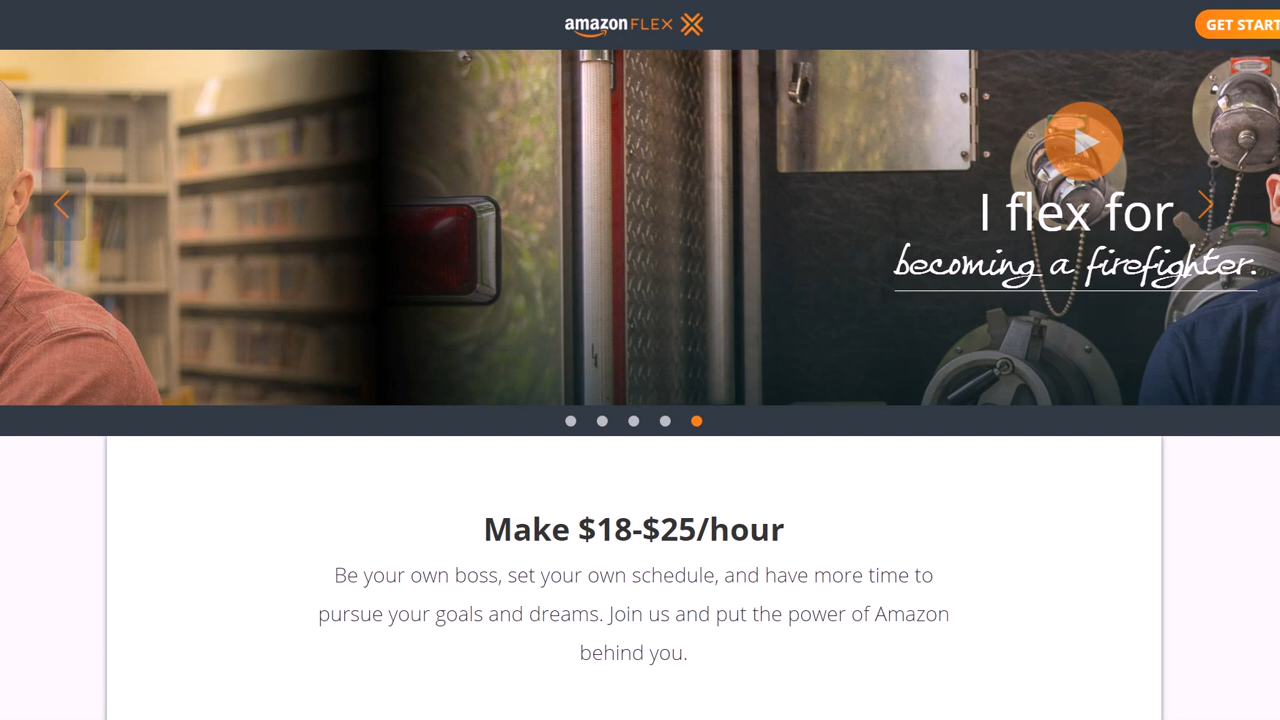 amazon FLEX
GET START
I flex for
becoming a firefighter.
Make $18-$25/hour
Be your own boss, set your own schedule, and have more time to
pursue your goals and dreams. Join us and put the power of Amazon
behind you.